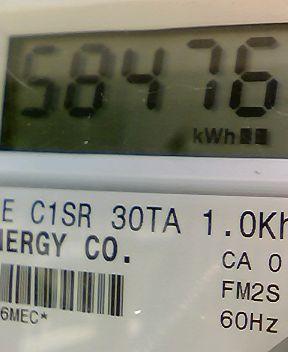 58476
kWh
E C1SR 30TA 1.0Kh
NERGY CO.
CA 0
FM2S
6MEC*
60Hz